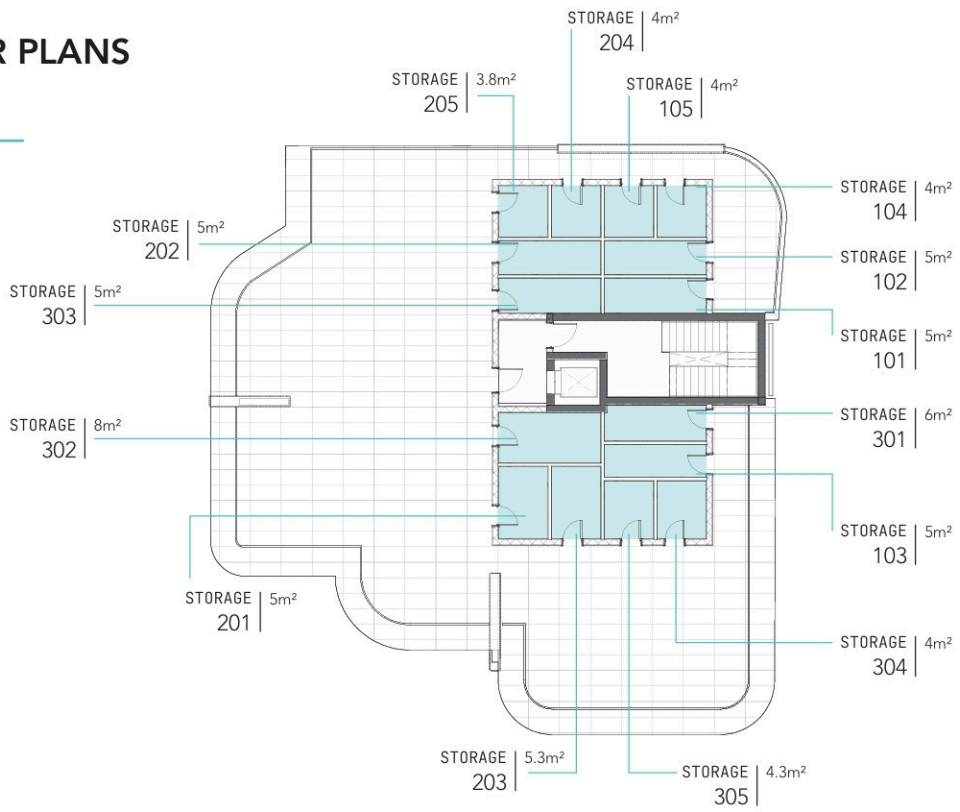 R PLANS
STORAGE 4m²
204
STORAGE 3.8m²
205
STORAGE 4m²
105
STORAGE 4m²
104
STORAGE 5m²
202
STORAGE 5m²
102
STORAGE 5m²
303
STORAGE 5m²
101
STORAGE 8m²
302
STORAGE 6m²
301
STORAGE 5m²
103
STORAGE 5m²
201
STORAGE 4m²
304
STORAGE 5.3m²
203
STORAGE 4.3m²
305